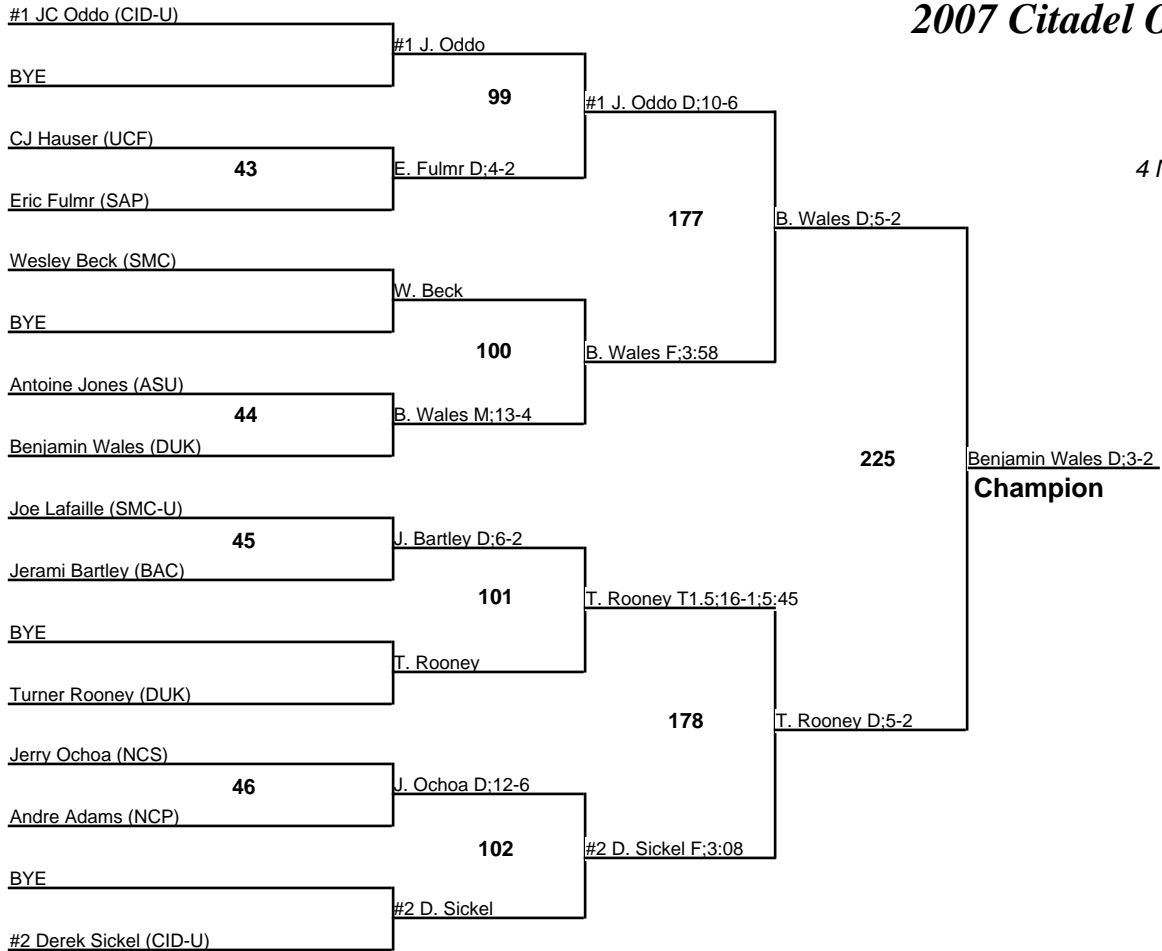 2007 Citadel O
4 N
#1 JC Oddo (CID-U)
BYE
CJ Hauser (UCF)
43
Eric Fulmr (SAP)
Wesley Beck (SMC)
BYE
Antoine Jones (ASU)
44
Benjamin Wales (DUK)
Joe Lafaille (SMC-U)
45
Jerami Bartley (BAC)
BYE
Turner Rooney (DUK)
Jerry Ochoa (NCS)
46
Andre Adams (NCP)
BYE
#2 Derek Sickel (CID-U)
#1 J. Oddo
99
E. Fulmr D;4-2
W. Beck
100
B. Wales M;13-4
J. Bartley D;6-2
101
T. Rooney
J. Ochoa D;12-6
102
#2 D. Sickel
#1 J. Oddo D;10-6
177
B. Wales F;3:58
T. Rooney T1.5;16-1;5:45
178
#2 D. Sickel F;3:08
B. Wales D;5-2
225
T. Rooney D;5-2
Benjamin Wales D;3-2
Champion